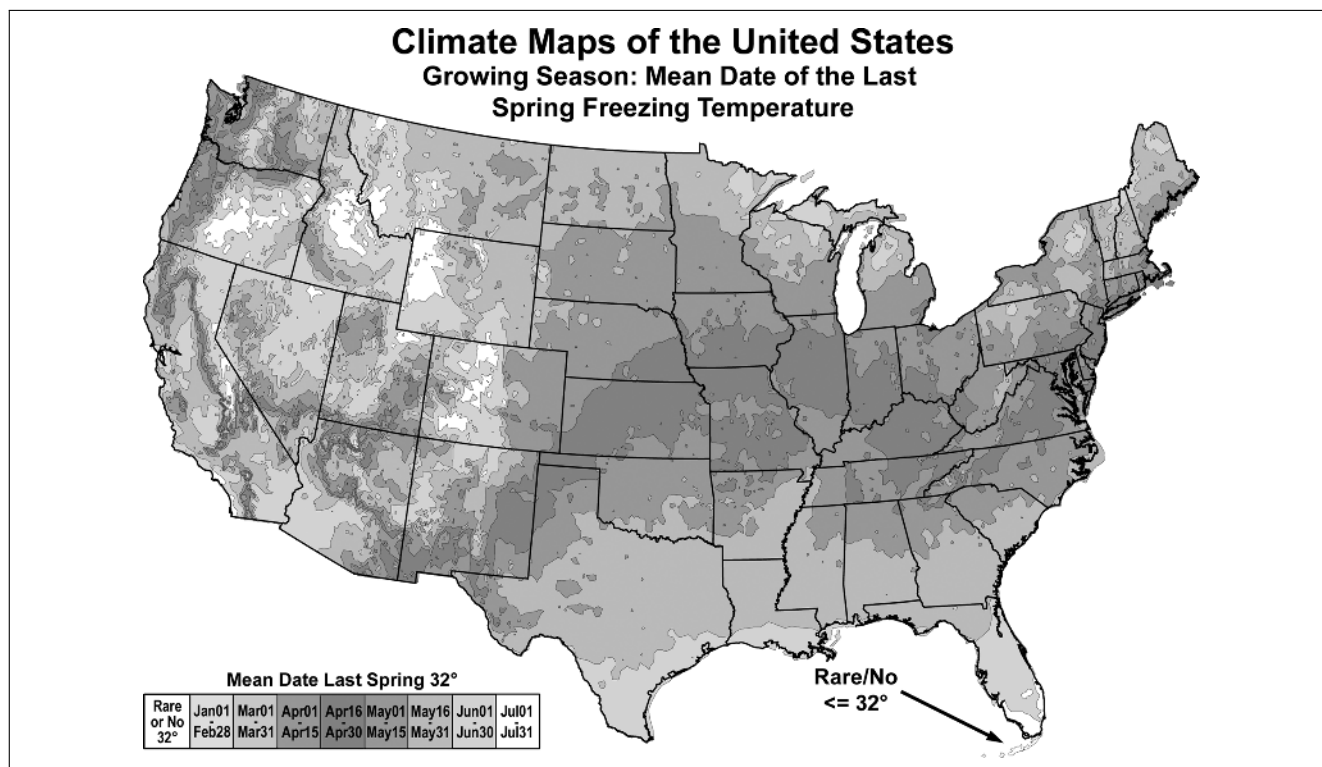 Climate Maps of the United States
Growing Season: Mean Date of the Last
Spring Freezing Temperature
Rare/No
<= 32°
Mean Date Last Spring 32°
Rare or No 32°
Jan01 - Feb28
Mar01 - Mar31
Apr01 - Apr15
Apr16 - Apr30
May01 - May15
May16 - May31
Jun01 - Jun30
Jul01 - Jul31